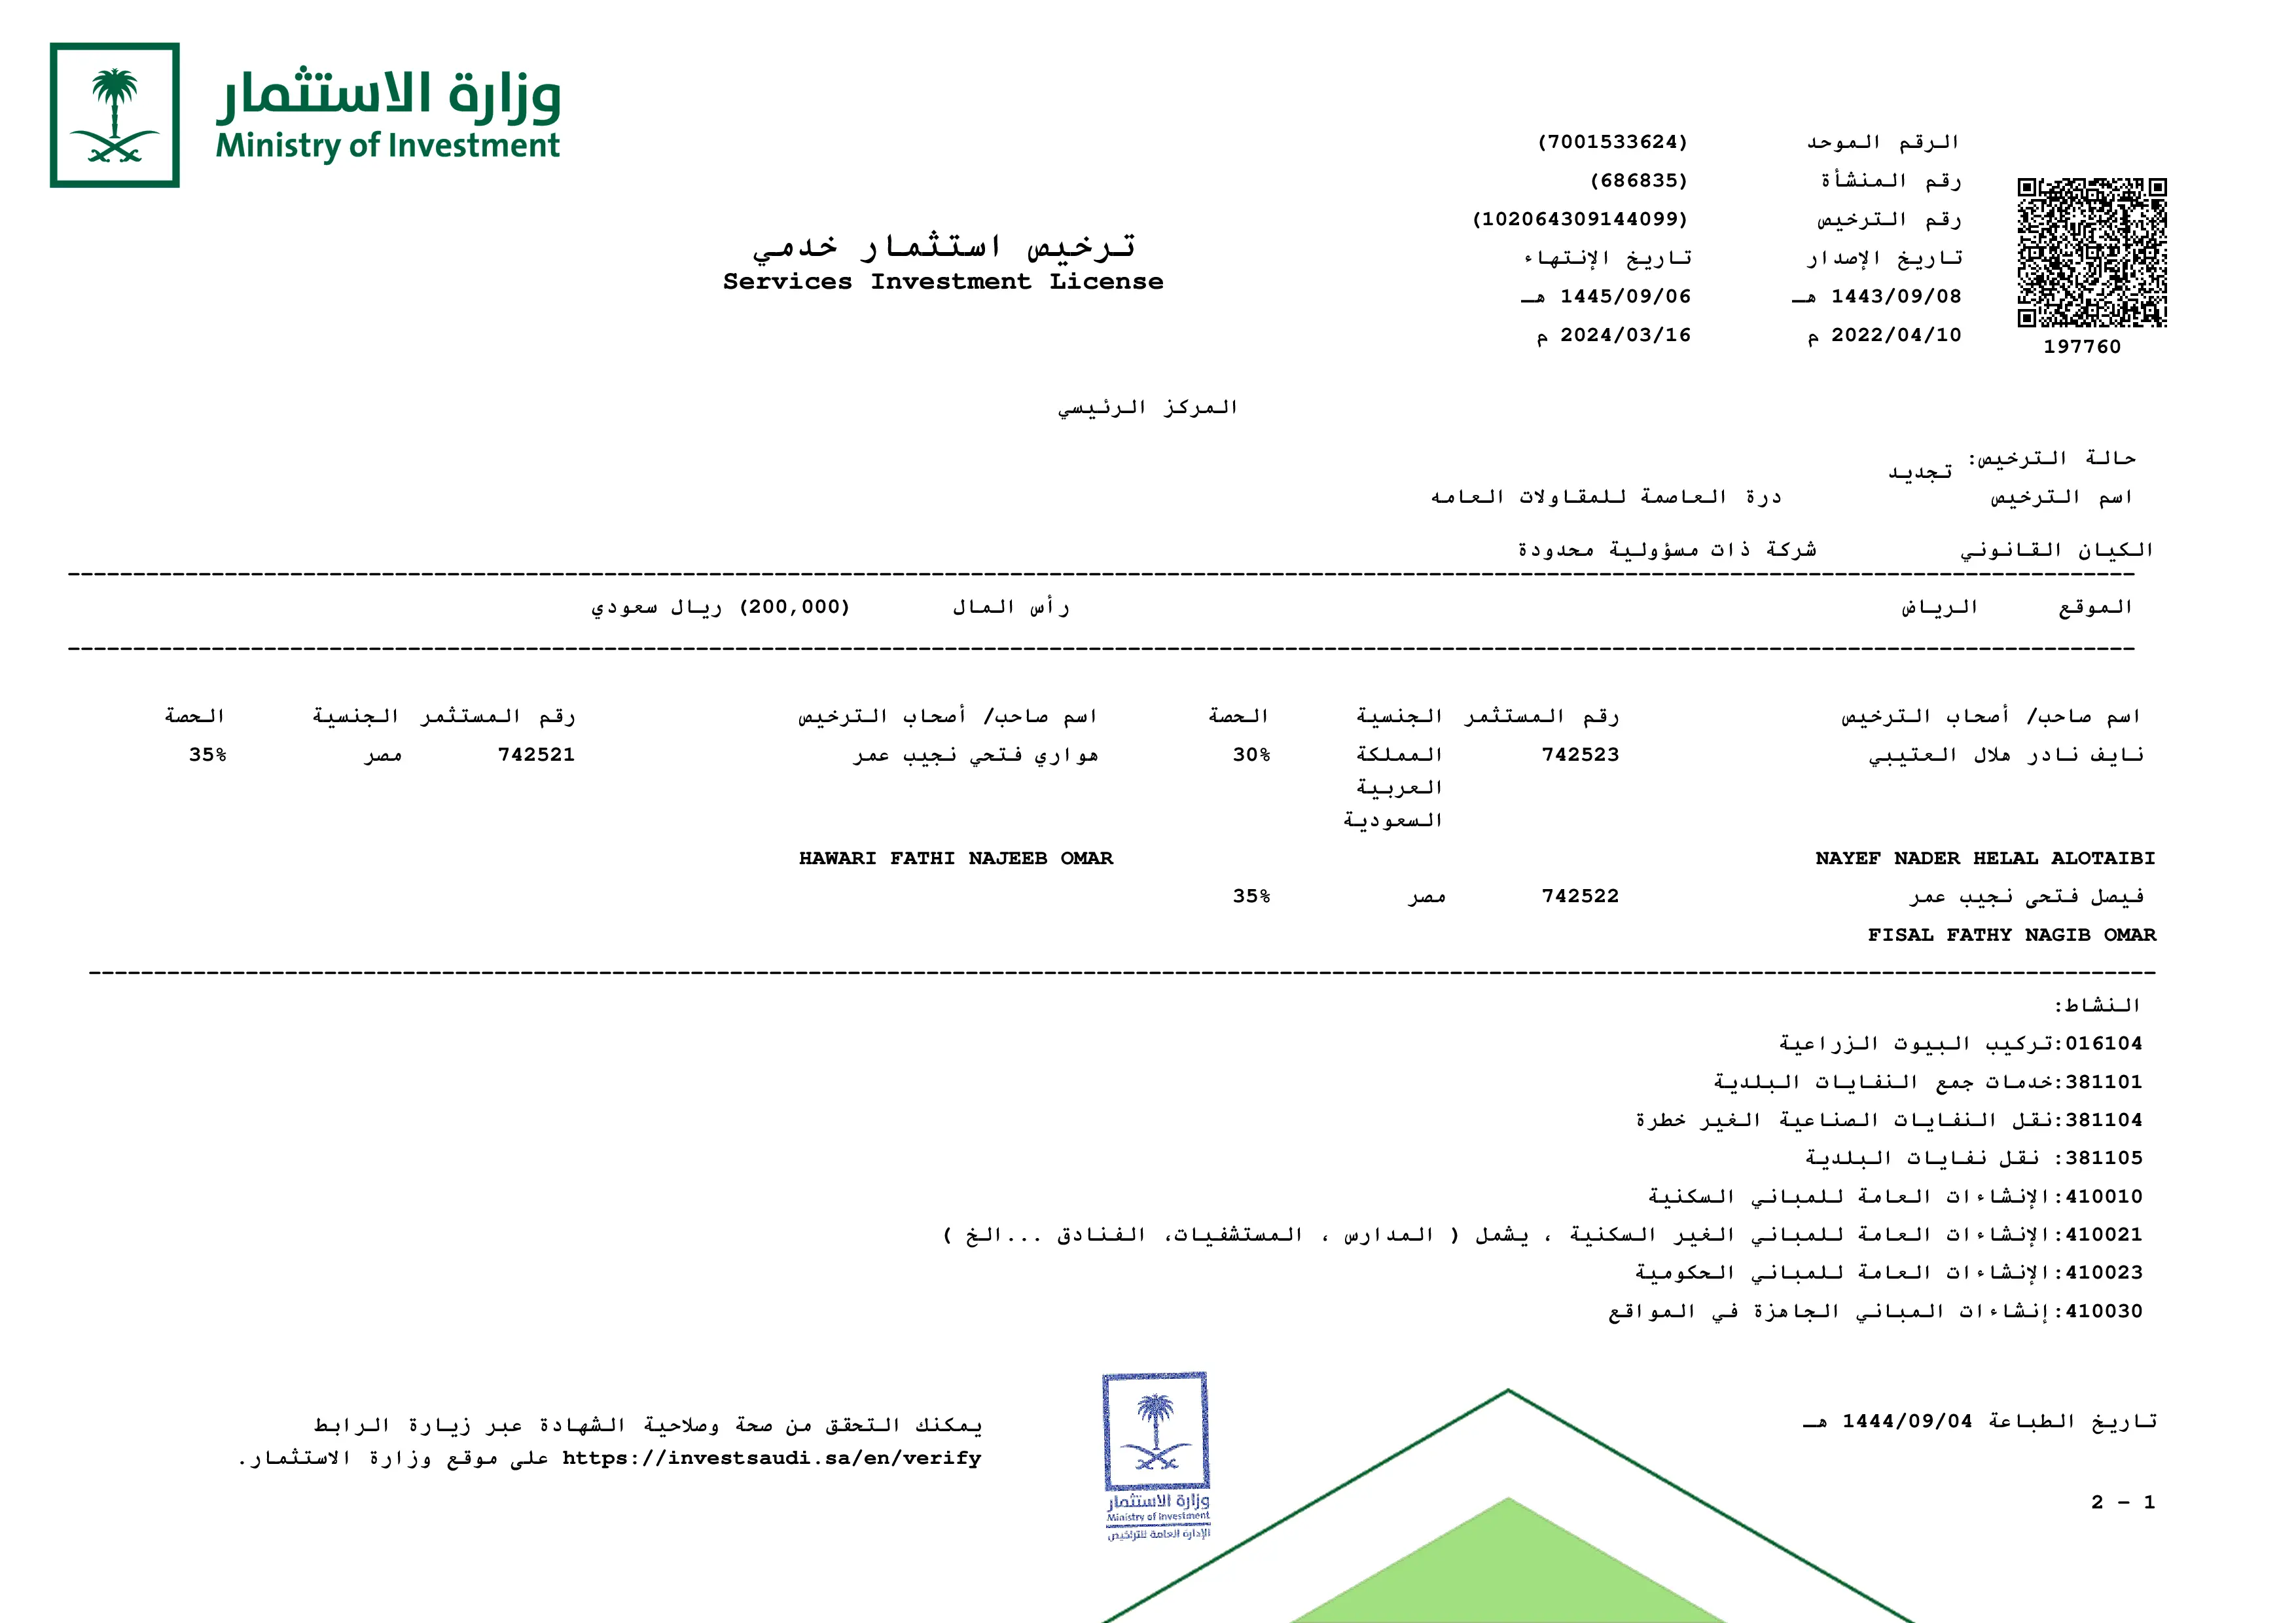 وزارة الاستثمار
Ministry of Investment
الرقم الموحد (7001533624)
رقم المنشأة (686835)
رقم الترخيص (102064309144099)
تاريخ الإصدار تاريخ الإنتهاء
1443/09/08 هـ 1445/09/06 هـ
2022/04/10 م 2024/03/16 م
197760
ترخيص استثمار خدمي
Services Investment License
المركز الرئيسي
حالة الترخيص: تجديد
اسم الترخيص درة العاصمة للمقاولات العامه
الكيان القانوني شركة ذات مسؤولية محدودة
الموقع الرياض رأس المال (200,000) ريال سعودي
اسم صاحب/ أصحاب الترخيص رقم المستثمر الجنسية الحصة اسم صاحب/ أصحاب الترخيص رقم المستثمر الجنسية الحصة
نايف نادر هلال العتيبي 742523 المملكة 30% هواري فتحي نجيب عمر 742521 مصر 35%
العربية
السعودية
NAYEF NADER HELAL ALOTAIBI HAWARI FATHI NAJEEB OMAR
فيصل فتحى نجيب عمر 742522 مصر 35%
FISAL FATHY NAGIB OMAR
النشاط:
016104:تركيب البيوت الزراعية
381101:خدمات جمع النفايات البلدية
381104:نقل النفايات الصناعية الغير خطرة
381105: نقل نفايات البلدية
410010:الإنشاءات العامة للمباني السكنية
410021:الإنشاءات العامة للمباني الغير السكنية ، يشمل ( المدارس ، المستشفيات، الفنادق ...الخ )
410023:الإنشاءات العامة للمباني الحكومية
410030:إنشاءات المباني الجاهزة في المواقع
تاريخ الطباعة 1444/09/04 هـ
2 - 1
وزارة الاستثمار
Ministry of Investment
الإدارة العامة للتراخيص
يمكنك التحقق من صحة وصلاحية الشهادة عبر زيارة الرابط
https://investsaudi.sa/en/verify على موقع وزارة الاستثمار.